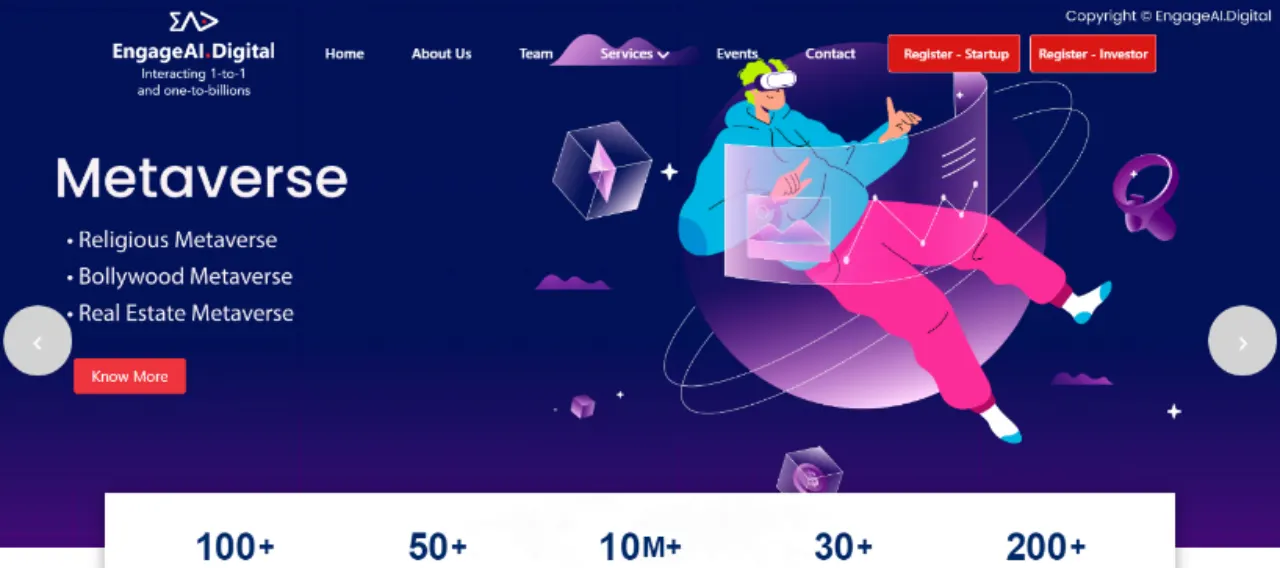 Copyright © EngageAI.Digital
EngageAI.Digital
Interacting 1-to-1
and one-to-billions
Home
About Us
Team
Services
Events
Contact
Register - Startup
Register - Investor
Metaverse
• Religious Metaverse
• Bollywood Metaverse
• Real Estate Metaverse
Know More
100+
50+
10M+
30+
200+